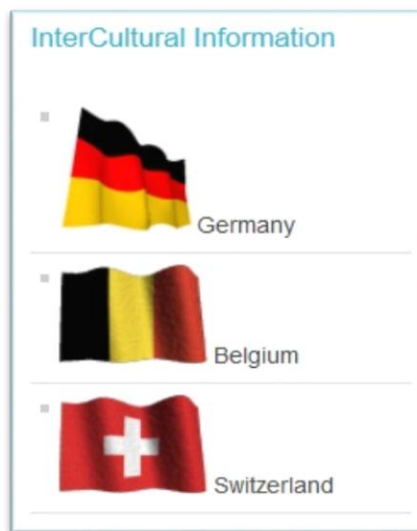 InterCultural Information
Germany
Belgium
Switzerland